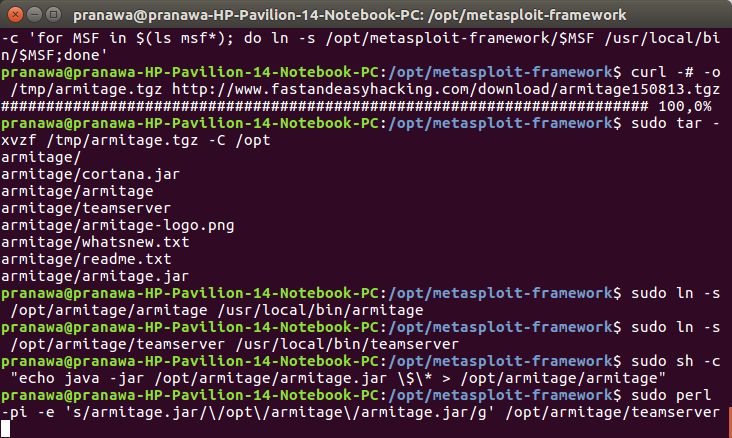 pranawa@pranawa-HP-Pavilion-14-Notebook-PC: /opt/metasploit-framework
-c 'for MSF in $(ls msf*); do ln -s /opt/metasploit-framework/$MSF /usr/local/bi
n/$MSF;done'
pranawa@pranawa-HP-Pavilion-14-Notebook-PC:/opt/metasploit-framework$ curl -# -o
 /tmp/armitage.tgz http://www.fastandeasyhacking.com/download/armitage150813.tgz
######################################################################## 100,0%
pranawa@pranawa-HP-Pavilion-14-Notebook-PC:/opt/metasploit-framework$ sudo tar -
xvzf /tmp/armitage.tgz -C /opt
armitage/
armitage/cortana.jar
armitage/armitage
armitage/teamserver
armitage/armitage-logo.png
armitage/whatsnew.txt
armitage/readme.txt
armitage/armitage.jar
pranawa@pranawa-HP-Pavilion-14-Notebook-PC:/opt/metasploit-framework$ sudo ln -s
 /opt/armitage/armitage /usr/local/bin/armitage
pranawa@pranawa-HP-Pavilion-14-Notebook-PC:/opt/metasploit-framework$ sudo ln -s
 /opt/armitage/teamserver /usr/local/bin/teamserver
pranawa@pranawa-HP-Pavilion-14-Notebook-PC:/opt/metasploit-framework$ sudo sh -c
 "echo java -jar /opt/armitage/armitage.jar \$\* > /opt/armitage/armitage"
pranawa@pranawa-HP-Pavilion-14-Notebook-PC:/opt/metasploit-framework$ sudo perl 
-pi -e 's/armitage.jar/\/opt\/armitage\/armitage.jar/g' /opt/armitage/teamserver